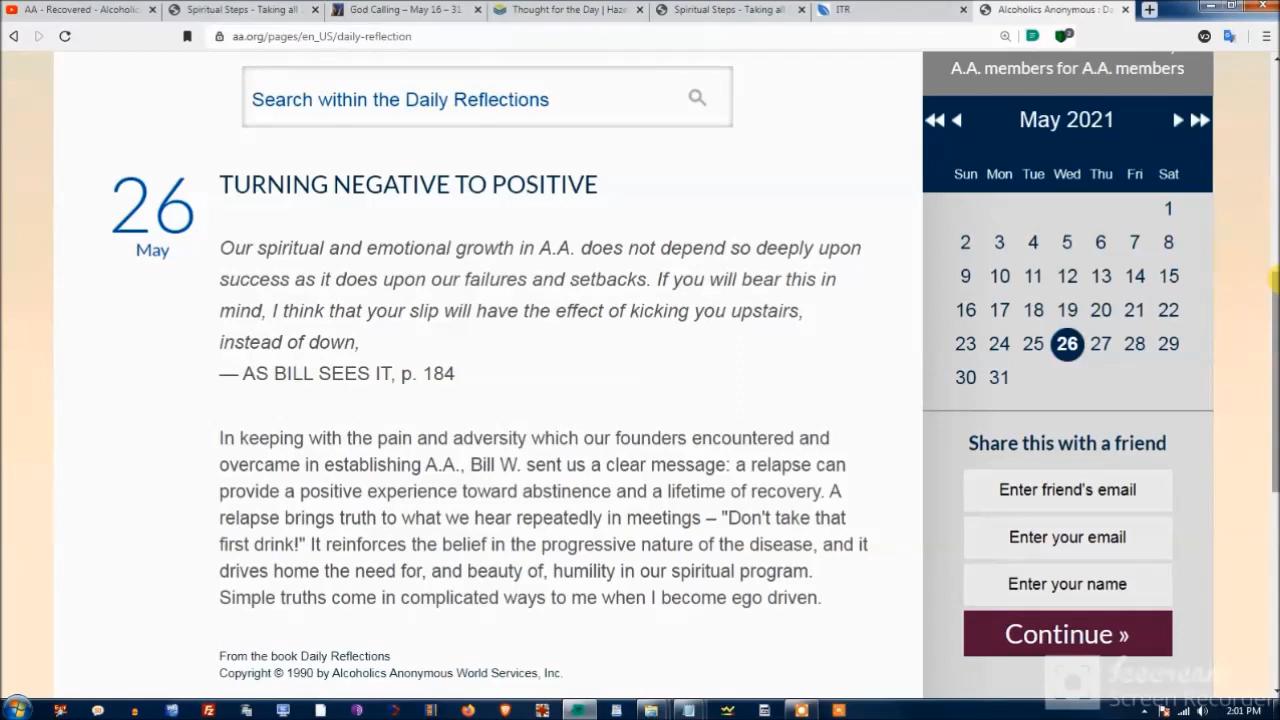 AA - Recovered - Alcoholic
Spiritual Steps - Taking all
God Calling – May 16 – 31
Thought for the Day | Haze
Spiritual Steps - Taking all
ITR
Alcoholics Anonymous : Da
aa.org/pages/en_US/daily-reflection
A.A. members for A.A. members
Search within the Daily Reflections
May 2021
Sun Mon Tue Wed Thu Fri Sat
1
2 3 4 5 6 7 8
9 10 11 12 13 14 15
16 17 18 19 20 21 22
23 24 25 26 27 28 29
30 31
26
May
TURNING NEGATIVE TO POSITIVE
Our spiritual and emotional growth in A.A. does not depend so deeply upon
success as it does upon our failures and setbacks. If you will bear this in
mind, I think that your slip will have the effect of kicking you upstairs,
instead of down,
— AS BILL SEES IT, p. 184
In keeping with the pain and adversity which our founders encountered and
overcame in establishing A.A., Bill W. sent us a clear message: a relapse can
provide a positive experience toward abstinence and a lifetime of recovery. A
relapse brings truth to what we hear repeatedly in meetings – "Don't take that
first drink!" It reinforces the belief in the progressive nature of the disease, and it
drives home the need for, and beauty of, humility in our spiritual program.
Simple truths come in complicated ways to me when I become ego driven.
From the book Daily Reflections
Copyright © 1990 by Alcoholics Anonymous World Services, Inc.
Share this with a friend
Enter friend's email
Enter your email
Enter your name
Continue »
Icecream
Screen Recorder
2:01 PM